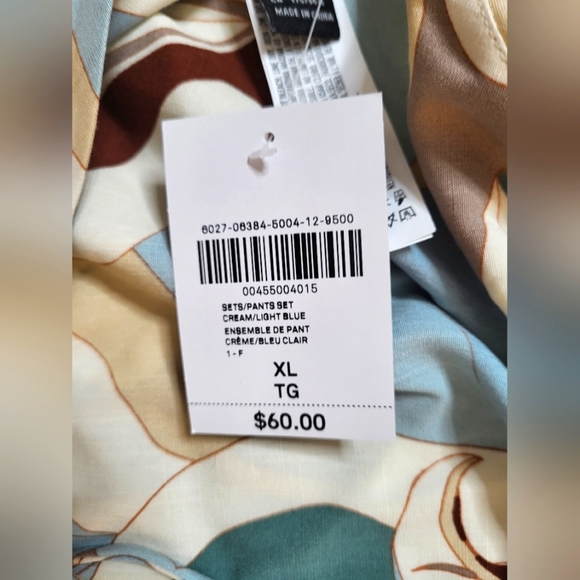 MADE IN CHINA
6027-06384-5004-12-9500
00455004015
SETS/PANTS SET
CREAM/LIGHT BLUE
ENSEMBLE DE PANT
CRÈME/BLEU CLAIR
1 - F
XL
TG
$60.00